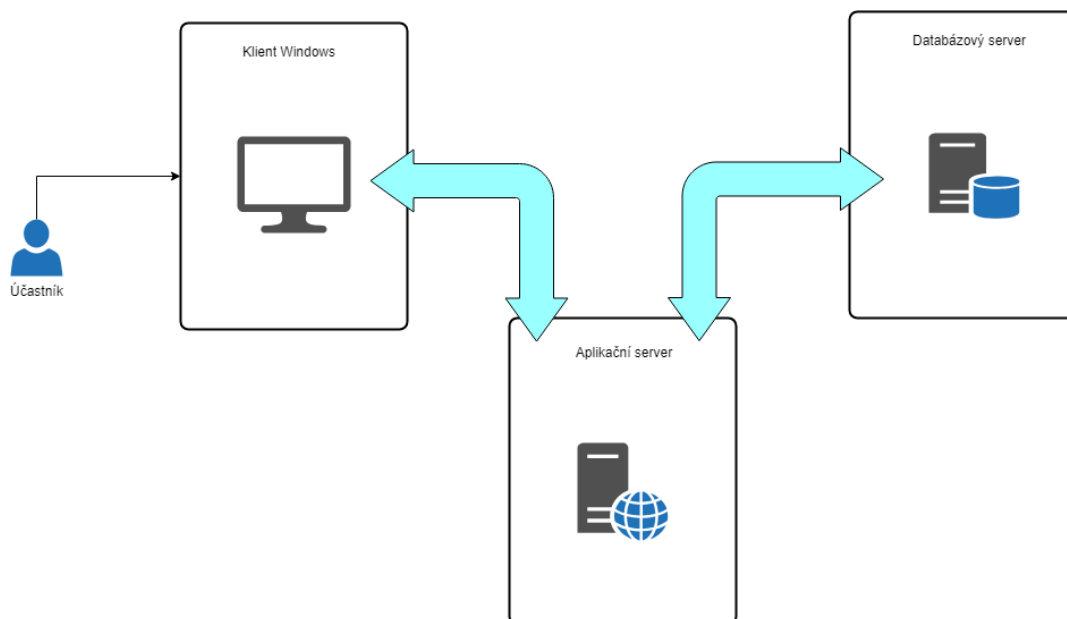 Klient Windows
Databázový server
Účastník
Aplikační server